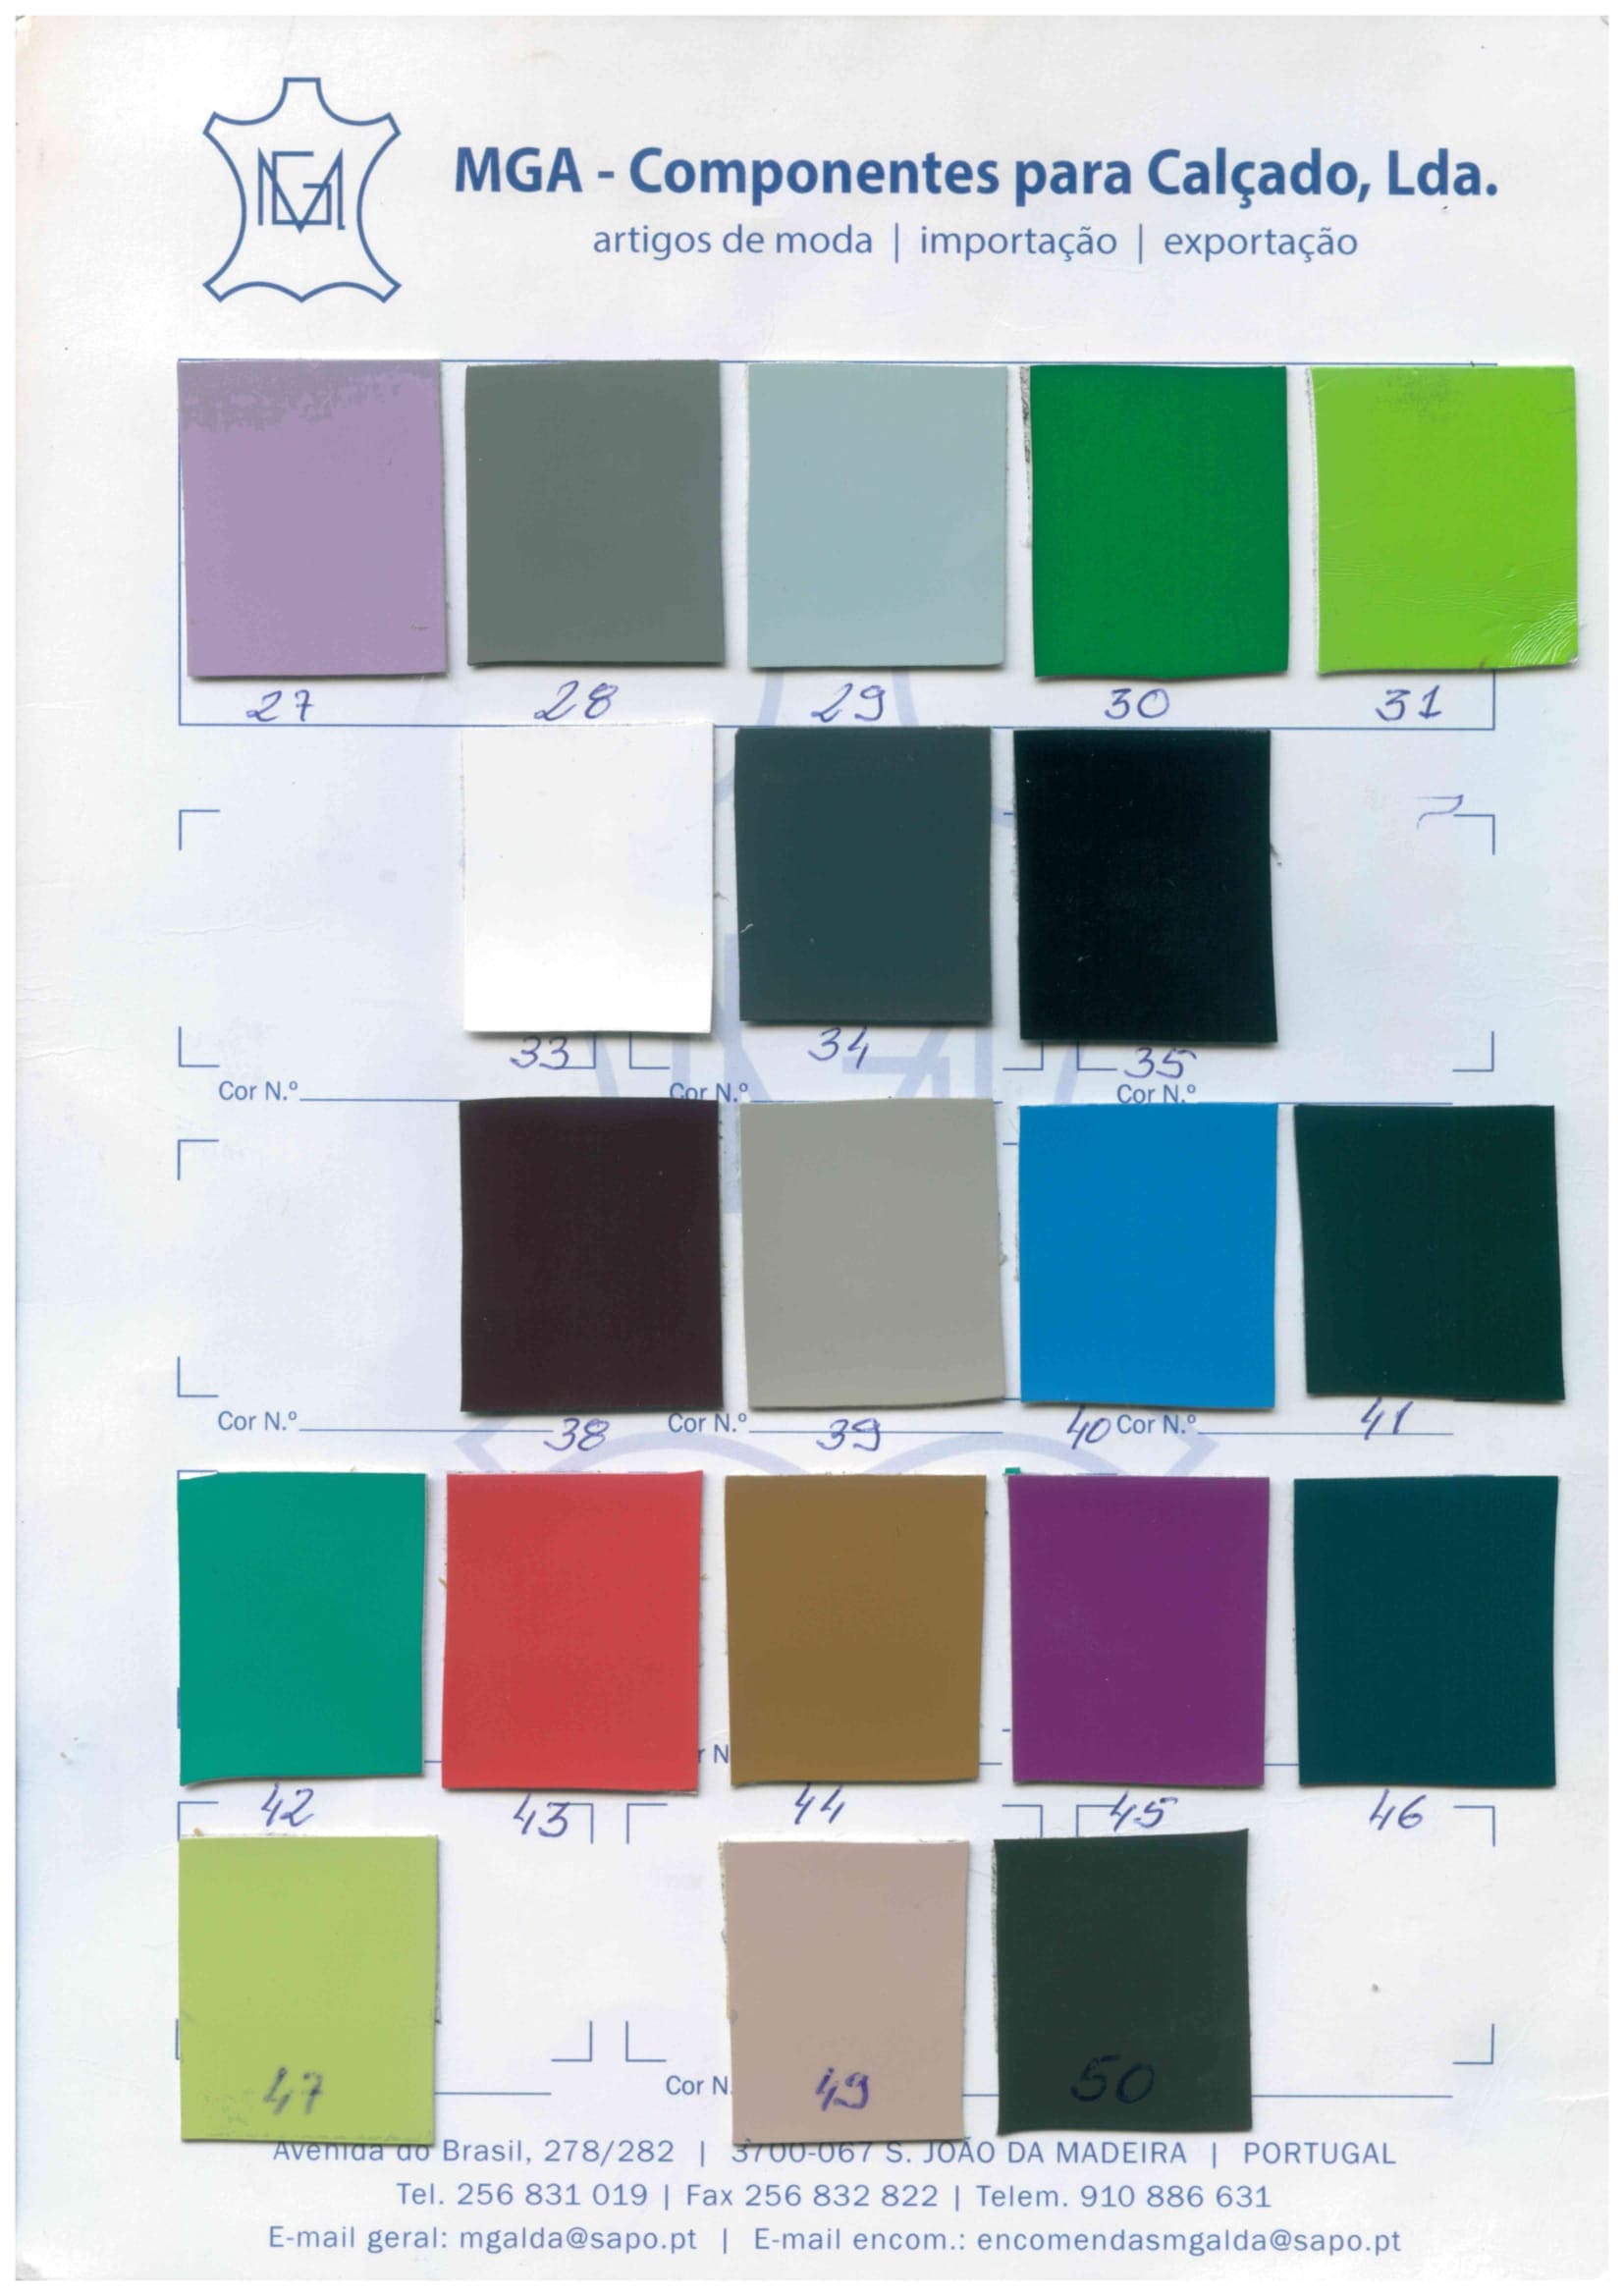 MGA
MGA - Componentes para Calçado, Lda.
artigos de moda | importação | exportação
27 28 29 30 31
33 34 35
Cor N.º Cor N.º Cor N.º
38 39 40 41
Cor N.º Cor N.º Cor N.º
r N
42 43 44 45 46
47 49 50
Cor N.
Avenida do Brasil, 278/282 | 3700-067 S. JOÃO DA MADEIRA | PORTUGAL
Tel. 256 831 019 | Fax 256 832 822 | Telem. 910 886 631
E-mail geral: mgalda@sapo.pt | E-mail encom.: encomendasmgalda@sapo.pt